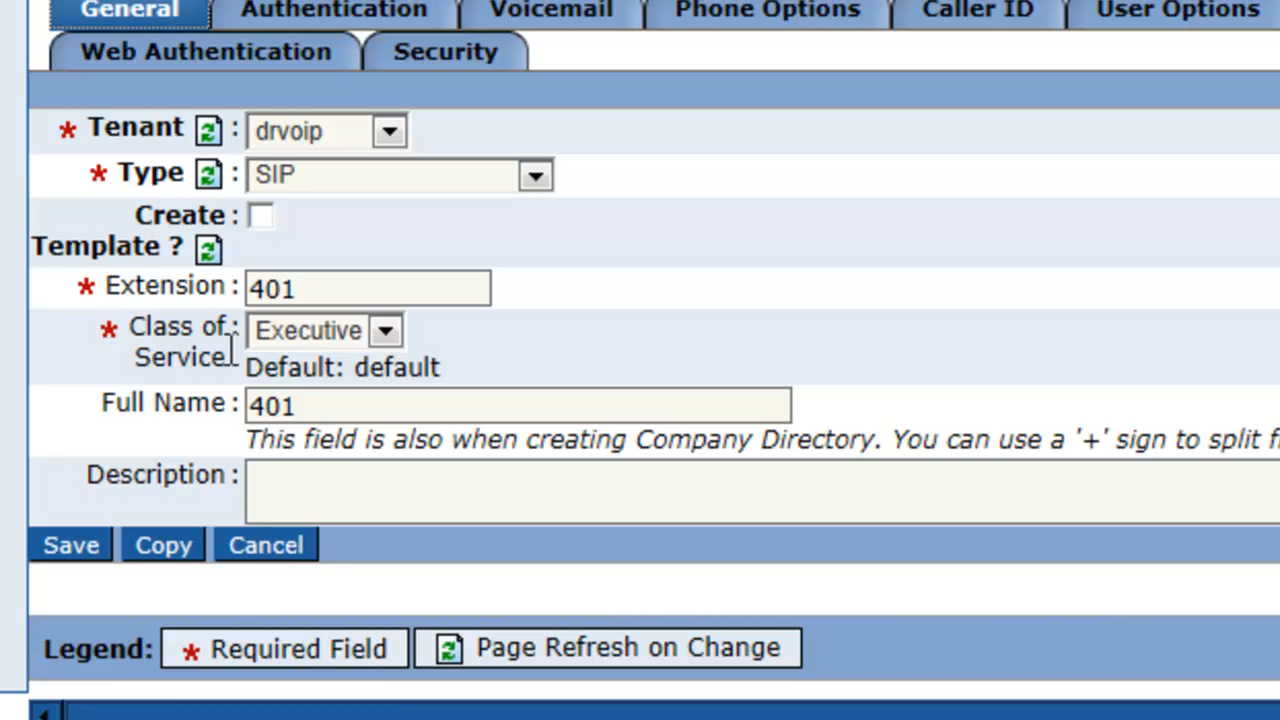 General Authentication Voicemail Phone Options Caller ID User Options
Web Authentication Security
* Tenant : drvoip
* Type : SIP
Create :
Template ?
* Extension : 401
* Class of : Executive
Service
Default: default
Full Name : 401
This field is also when creating Company Directory. You can use a '+' sign to split
Description :
Save Copy Cancel
Legend: * Required Field Page Refresh on Change